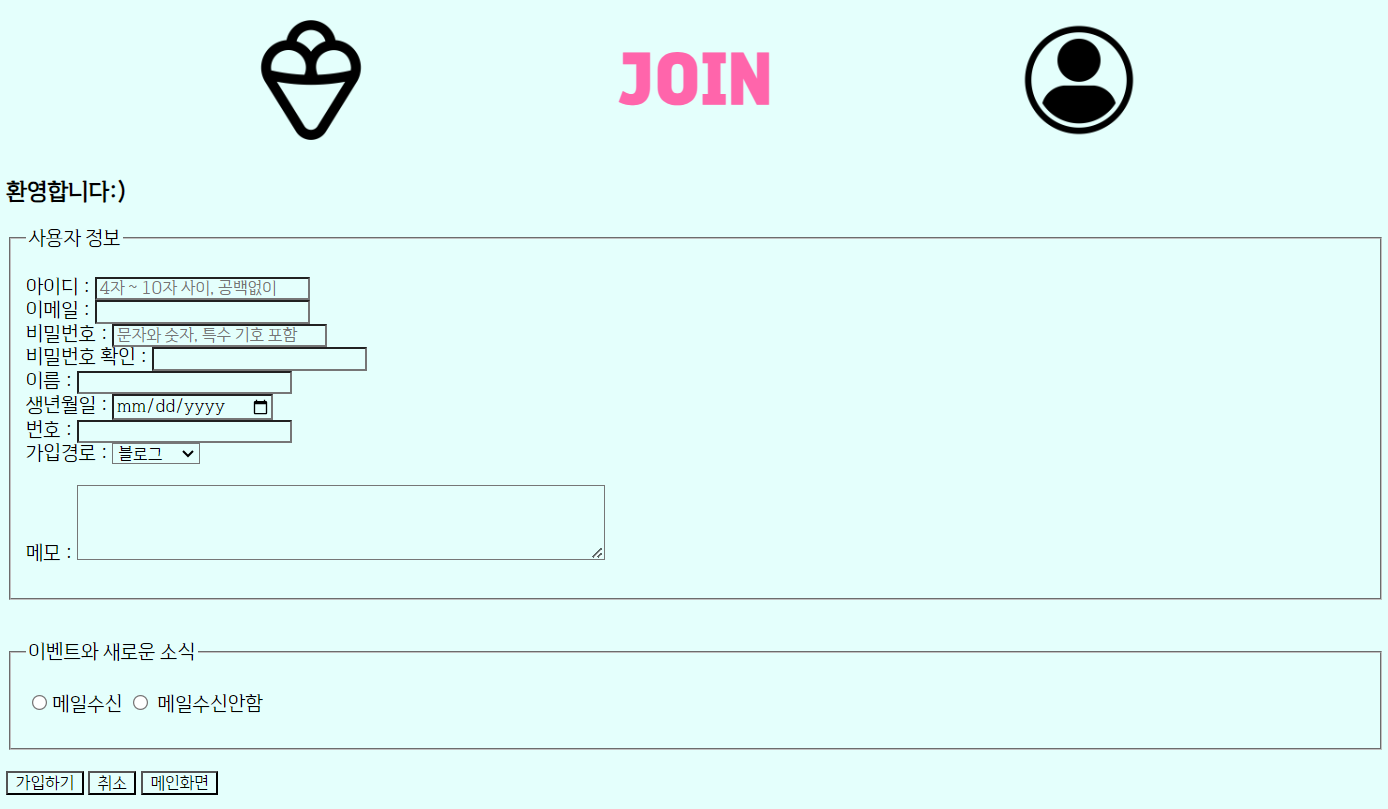 JOIN
환영합니다:)
사용자 정보
아이디 : 4자 ~ 10자 사이, 공백없이
이메일 :
비밀번호 : 문자와 숫자, 특수 기호 포함
비밀번호 확인 :
이름 :
생년월일 : mm/dd/yyyy
번호 :
가입경로 : 블로그
메모 :
이벤트와 새로운 소식
메일수신 메일수신안함
가입하기 취소 메인화면